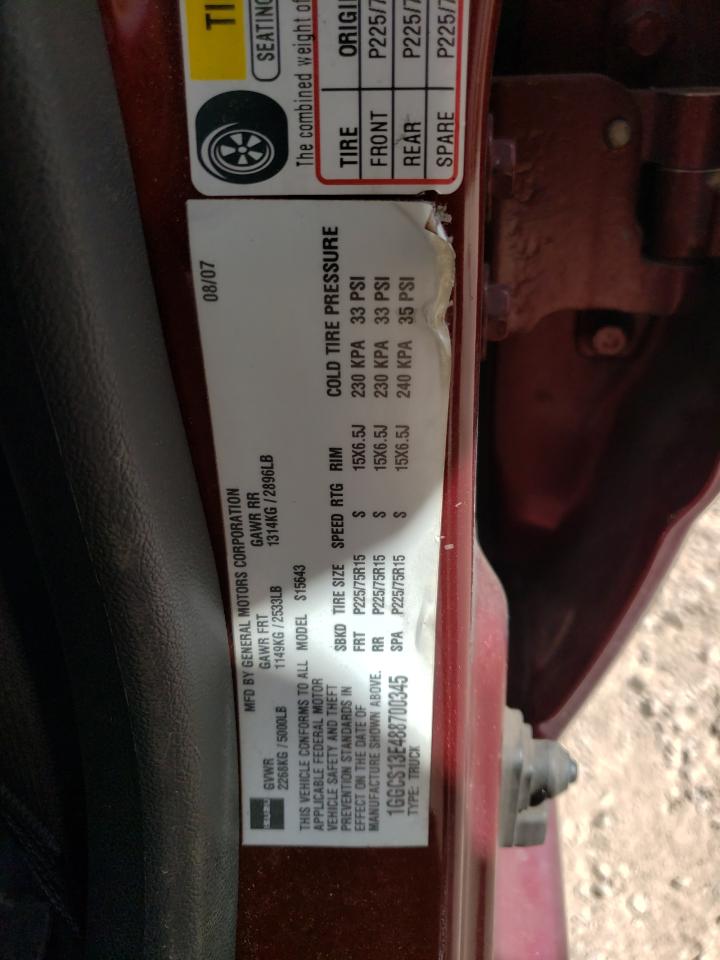 TI
SEATING
The combined weight of
TIRE ORIGI
FRONT P225/7
REAR P225/7
SPARE P225/7
08/07
MFD BY GENERAL MOTORS CORPORATION
GVWR GAWR FRT GAWR RR
2268KG / 5000LB 1149KG / 2533LB 1314KG / 2896LB
THIS VEHICLE CONFORMS TO ALL MODEL S15643
APPLICABLE FEDERAL MOTOR
VEHICLE SAFETY AND THEFT
PREVENTION STANDARDS IN
EFFECT ON THE DATE OF
MANUFACTURE SHOWN ABOVE.
SBKD TIRE SIZE SPEED RTG RIM COLD TIRE PRESSURE
FRT P225/75R15 S 15X6.5J 230 KPA 33 PSI
RR P225/75R15 S 15X6.5J 230 KPA 33 PSI
SPA P225/75R15 S 15X6.5J 240 KPA 35 PSI
1GGCS13E488700345
TYPE: TRUCK